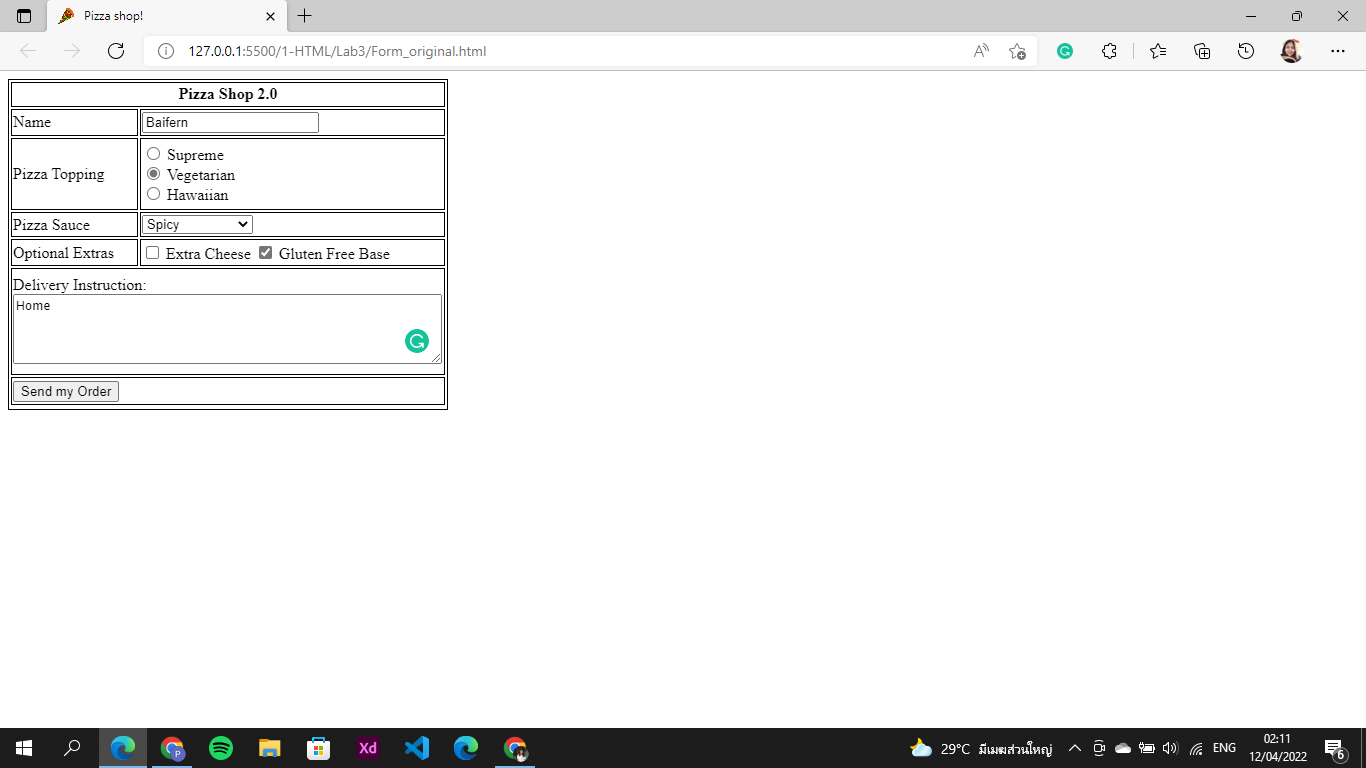 Pizza shop!
127.0.0.1:5500/1-HTML/Lab3/Form_original.html
Pizza Shop 2.0
Name Baifern
Pizza Topping
Supreme
Vegetarian
Hawaiian
Pizza Sauce Spicy
Optional Extras Extra Cheese Gluten Free Base
Delivery Instruction:
Home
Send my Order
Xd 29°C มีเมฆส่วนใหญ่ ENG 02:11
12/04/2022 6